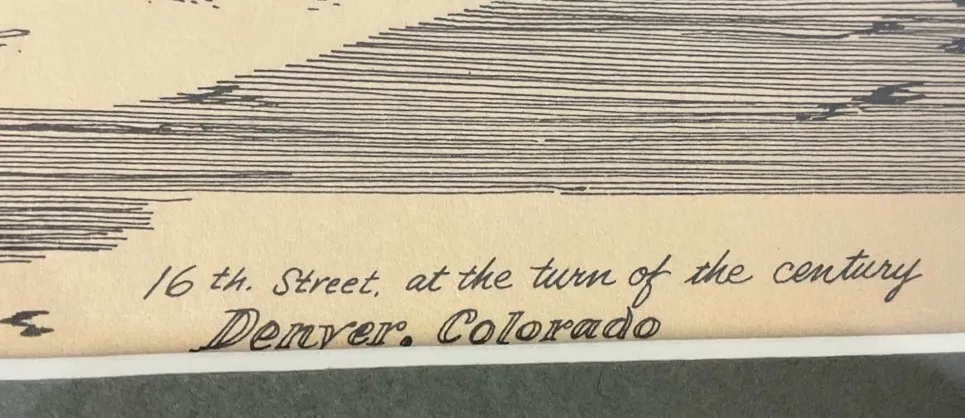 16 th. Street. at the turn of the century
Denver. Colorado